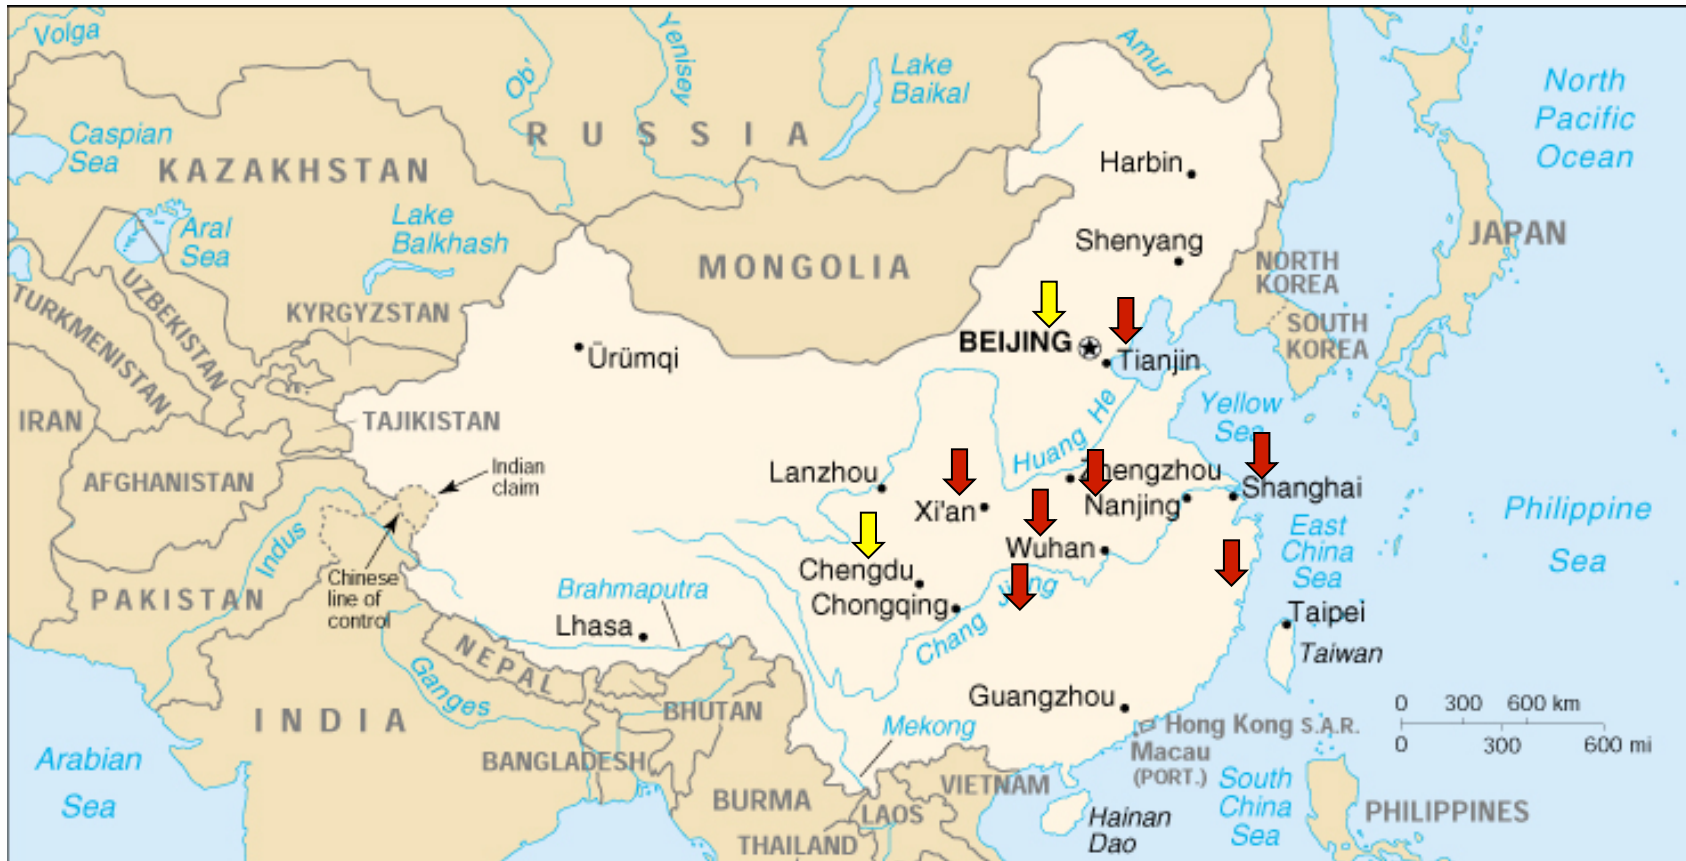 Volga
Ob'
Yenisey
Amur
Lake
Baikal
North
Pacific
Ocean
RUSSIA
Caspian
Sea
KAZAKHSTAN
Harbin
Aral
Sea
Lake
Balkhash
JAPAN
Shenyang
MONGOLIA
NORTH
KOREA
UZBEKISTAN
TURKMENISTAN
KYRGYZSTAN
SOUTH
KOREA
BEIJING
Tianjin
Ürümqi
IRAN
TAJIKISTAN
Yellow
Sea
Huang He
AFGHANISTAN
Indian
claim
Lanzhou
Zhengzhou
Xi'an
Nanjing
Shanghai
Philippine
Sea
Indus
East
China
Sea
Wuhan
Chengdu
Chongqing
Chang Jiang
PAKISTAN
Chinese
line of
control
Brahmaputra
Lhasa
Taipei
Taiwan
NEPAL
Ganges
INDIA
BHUTAN
Guangzhou
0 300 600 km
0 300 600 mi
Mekong
Hong Kong S.A.R.
Macau
(PORT.)
Arabian
Sea
BANGLADESH
VIETNAM
BURMA
LAOS
South
China
Sea
PHILIPPINES
Hainan
Dao
THAILAND